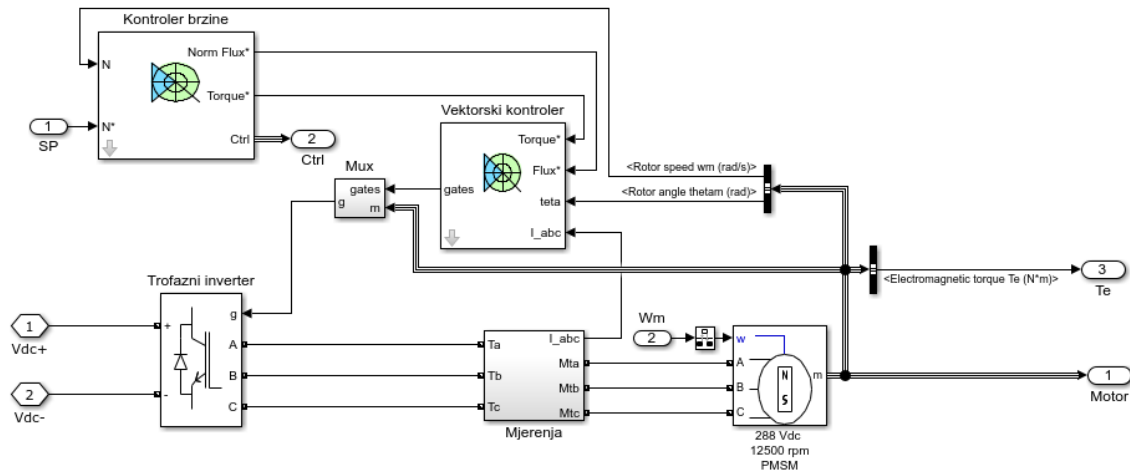 Kontroler brzine
N
Norm Flux*
Torque*
N*
Ctrl
1
SP
2
Ctrl
Vektorski kontroler
Torque*
Flux*
gates
teta
I_abc
Mux
gates
g
m
<Rotor speed wm (rad/s)>
<Rotor angle thetam (rad)>
<Electromagnetic torque Te (N*m)>
3
Te
Trofazni inverter
g
+
A
B
-
C
1
Vdc+
2
Vdc-
I_abc
Ta
Mta
Tb
Mtb
Tc
Mtc
Mjerenja
Wm
2
w
A
B
C
N
S
m
288 Vdc
12500 rpm
PMSM
1
Motor